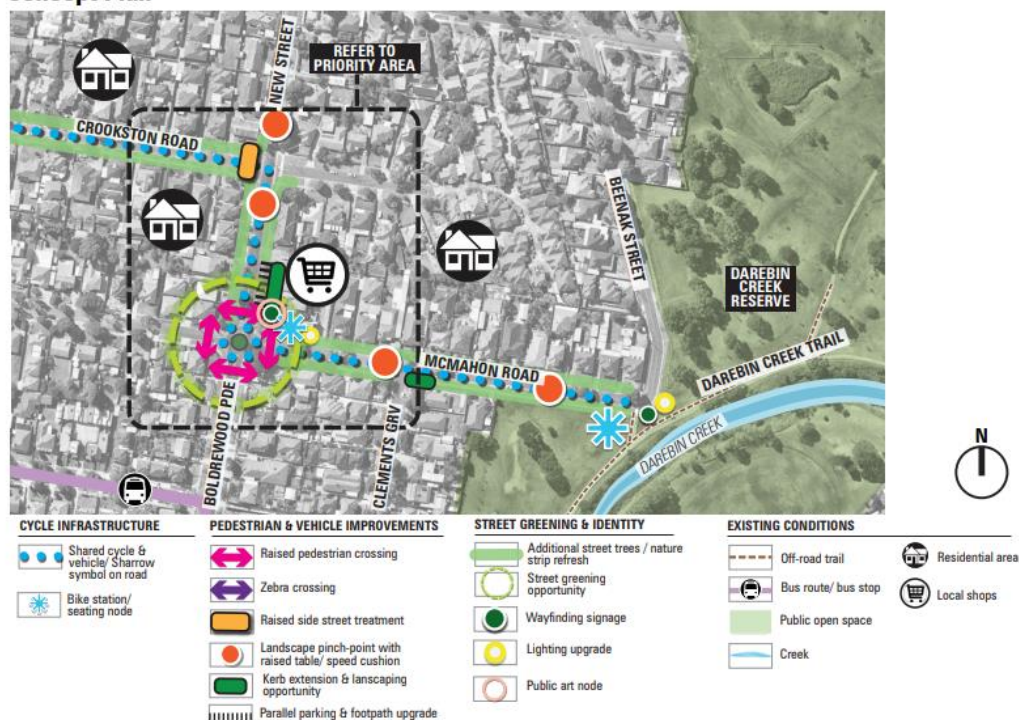 REFER TO
PRIORITY AREA
NEW STREET
CROOKSTON ROAD
BEENAK STREET
DAREBIN
CREEK
RESERVE
MCMAHON ROAD
DAREBIN CREEK TRAIL
DAREBIN CREEK
BOLDREWOOD PDE
CLEMENTS GRV
N
CYCLE INFRASTRUCTURE
Shared cycle &
vehicle/ Sharrow
symbol on road
Bike station/
seating node
PEDESTRIAN & VEHICLE IMPROVEMENTS
Raised pedestrian crossing
Zebra crossing
Raised side street treatment
Landscape pinch-point with
raised table/ speed cushion
Kerb extension & lanscaping
opportunity
Parallel parking & footpath upgrade
STREET GREENING & IDENTITY
Additional street trees / nature
strip refresh
Street greening
opportunity
Wayfinding signage
Lighting upgrade
Public art node
EXISTING CONDITIONS
Off-road trail
Bus route/ bus stop
Public open space
Creek
Residential area
Local shops